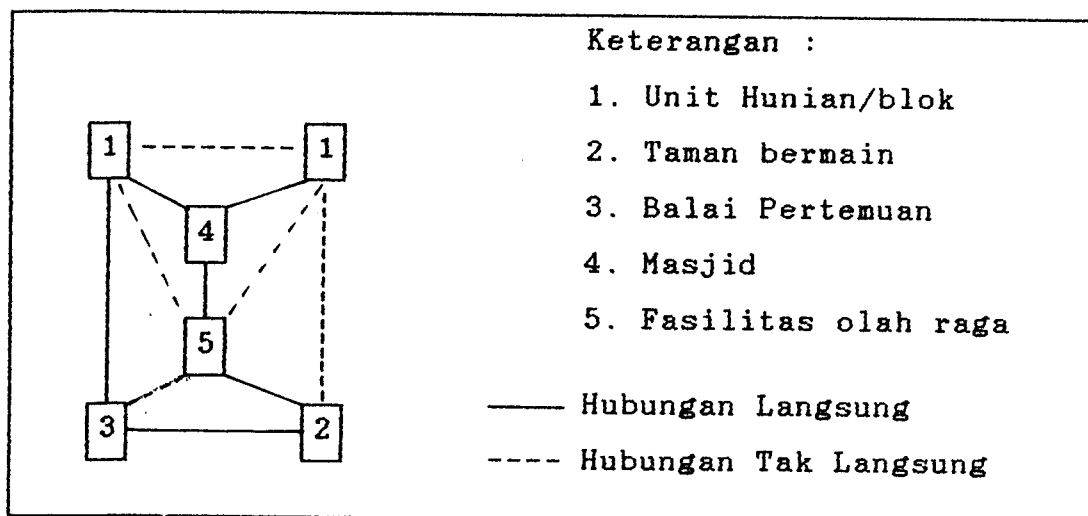 Keterangan :
1. Unit Hunian/blok
2. Taman bermain
3. Balai Pertemuan
4. Masjid
5. Fasilitas olah raga
Hubungan Langsung
Hubungan Tak Langsung
1 1
4
5
3 2